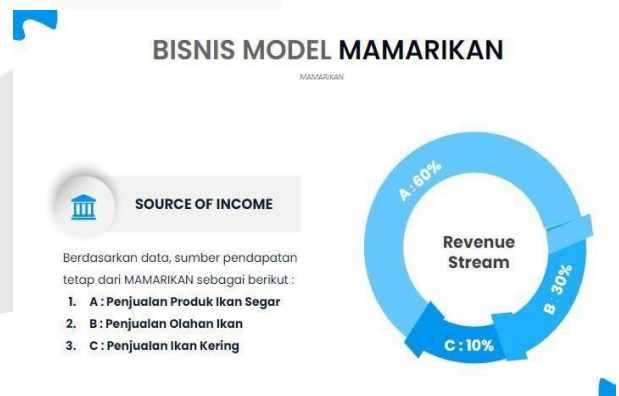 BISNIS MODEL MAMARIKAN
MAMARIKAN
SOURCE OF INCOME
Berdasarkan data, sumber pendapatan
tetap dari MAMARIKAN sebagai berikut :
1. A : Penjualan Produk Ikan Segar
2. B : Penjualan Olahan Ikan
3. C : Penjualan Ikan Kering
A : 60%
Revenue
Stream
B : 30%
C : 10%